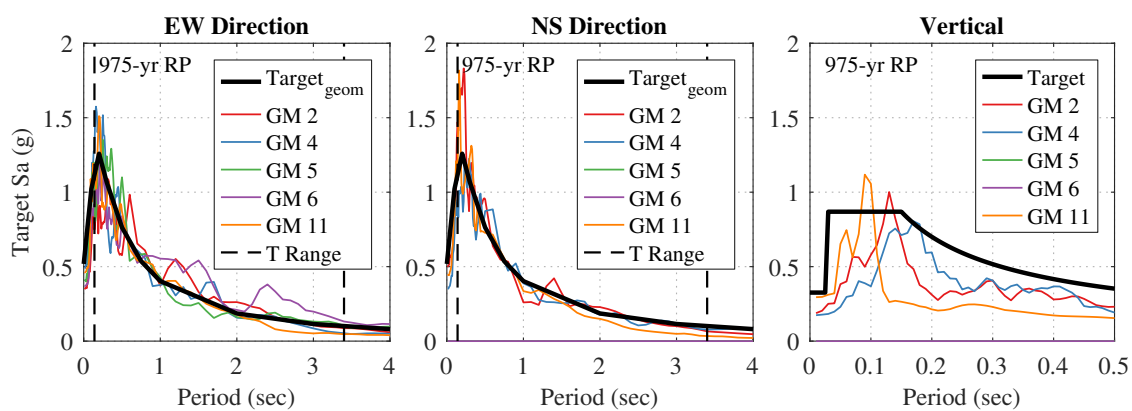 EW Direction
975-yr RP
Target_geom
GM 2
GM 4
GM 5
GM 6
GM 11
T Range
Target Sa (g)
2
1.5
1
0.5
0
0 1 2 3 4
Period (sec)
NS Direction
975-yr RP
Target_geom
GM 2
GM 4
GM 5
GM 6
GM 11
T Range
2
1.5
1
0.5
0
0 1 2 3 4
Period (sec)
Vertical
975-yr RP
Target
GM 2
GM 4
GM 5
GM 6
GM 11
2
1.5
1
0.5
0
0 0.1 0.2 0.3 0.4 0.5
Period (sec)